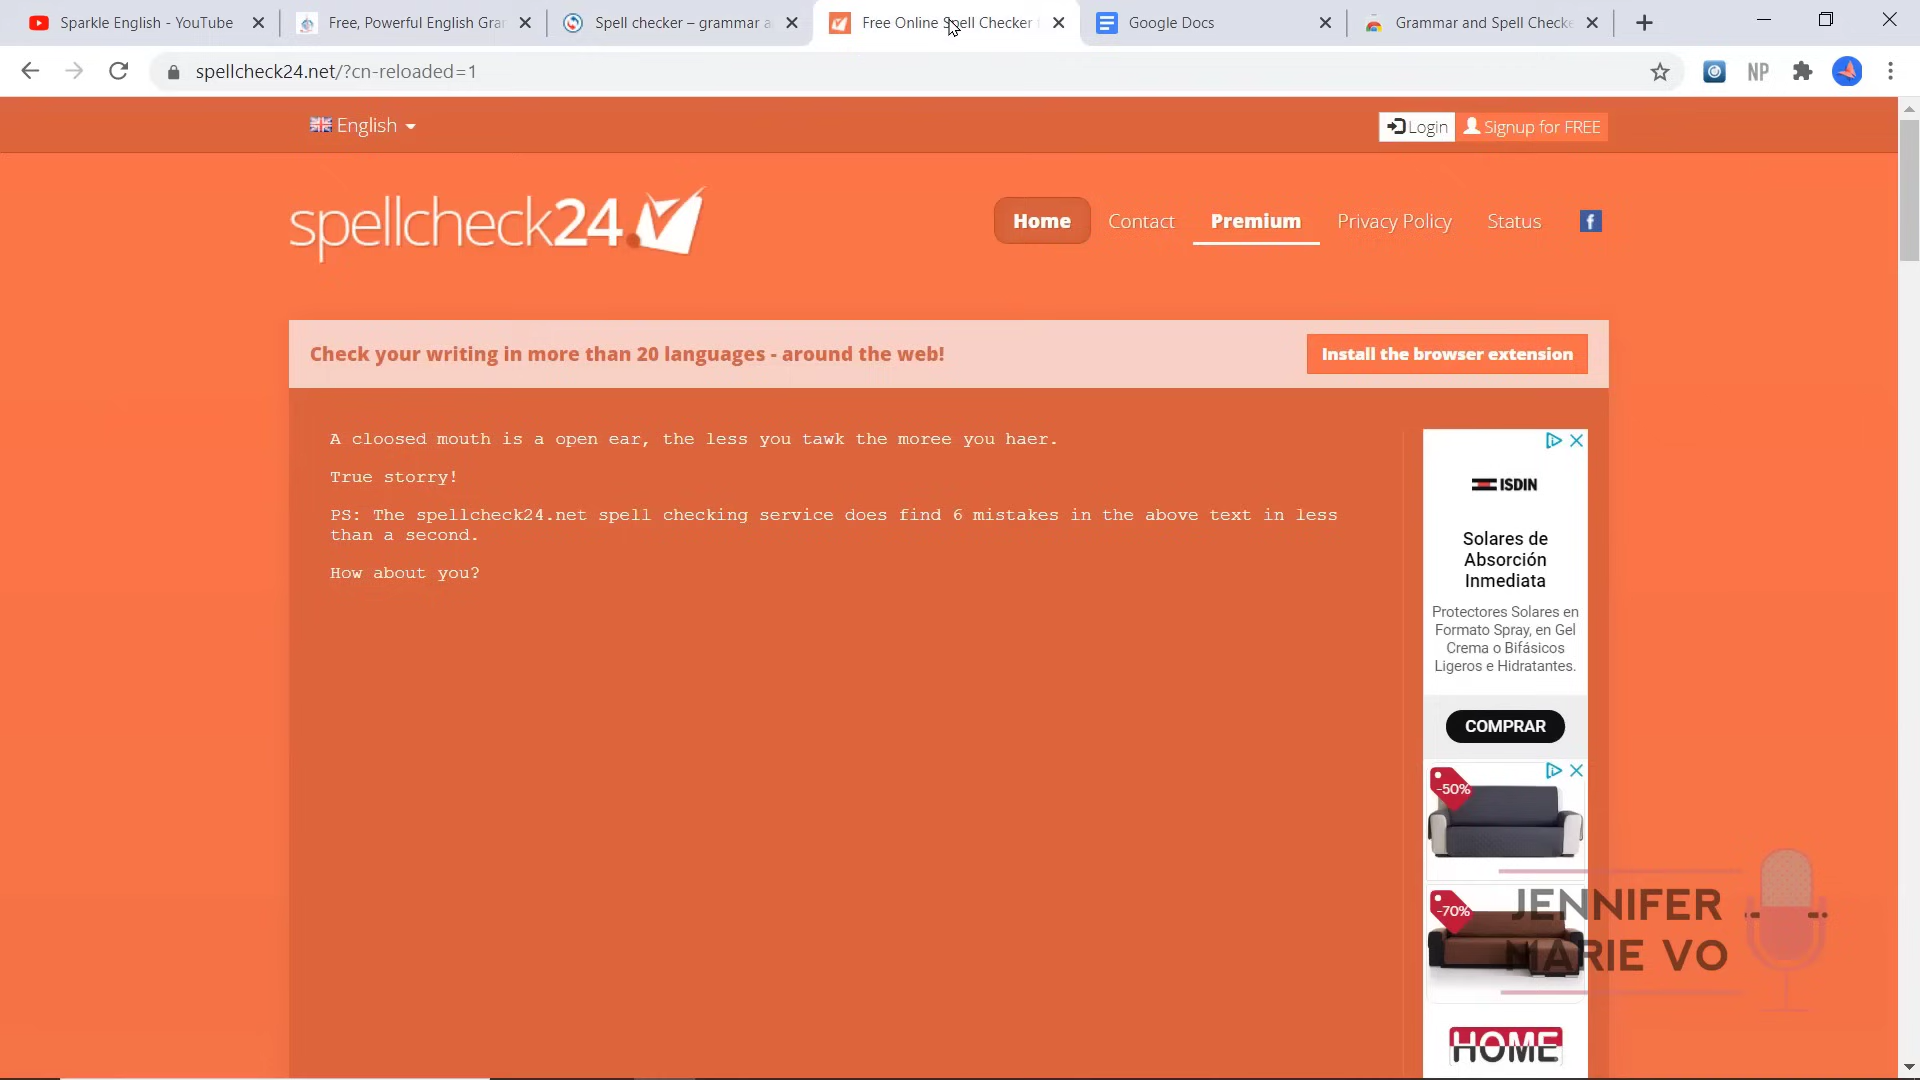 Sparkle English - YouTube
Free, Powerful English Gra
Spell checker – grammar a
Free Online Spell Checker
Google Docs
Grammar and Spell Checke
spellcheck24.net/?cn-reloaded=1
NP
English
Login
Signup for FREE
spellcheck24.
Home
Contact
Premium
Privacy Policy
Status
f
Check your writing in more than 20 languages - around the web!
Install the browser extension
A cloosed mouth is a open ear, the less you tawk the moree you haer.
True storry!
PS: The spellcheck24.net spell checking service does find 6 mistakes in the above text in less
than a second.
How about you?
ISDIN
Solares de
Absorción
Inmediata
Protectores Solares en
Formato Spray, en Gel
Crema o Bifásicos
Ligeros e Hidratantes.
COMPRAR
-50%
-70%
JENNIFER
MARIE VO
HOME